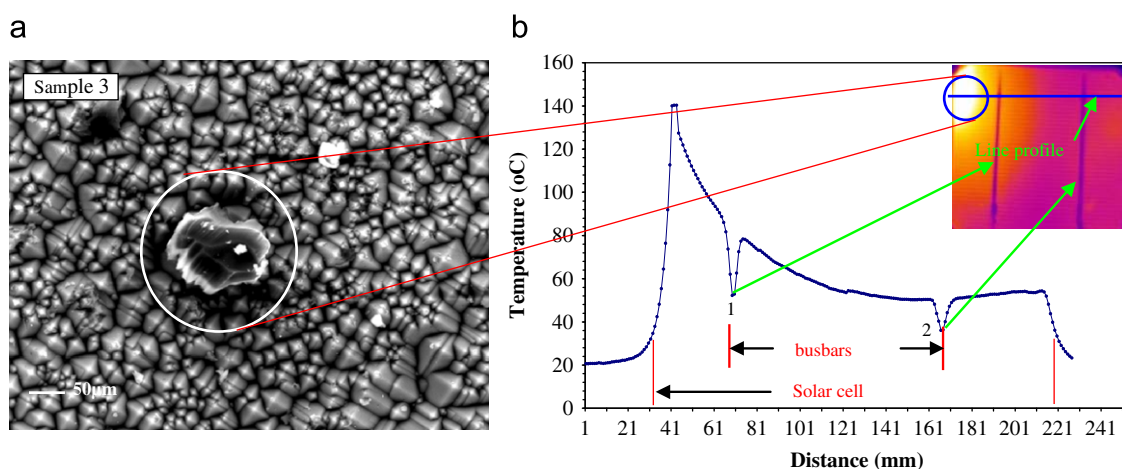 a
b
Sample 3
50µm
Temperature (oC)
160
140
120
100
80
60
40
20
0
Line profile
1
2
busbars
Solar cell
1 21 41 61 81 101 121 141 161 181 201 221 241
Distance (mm)